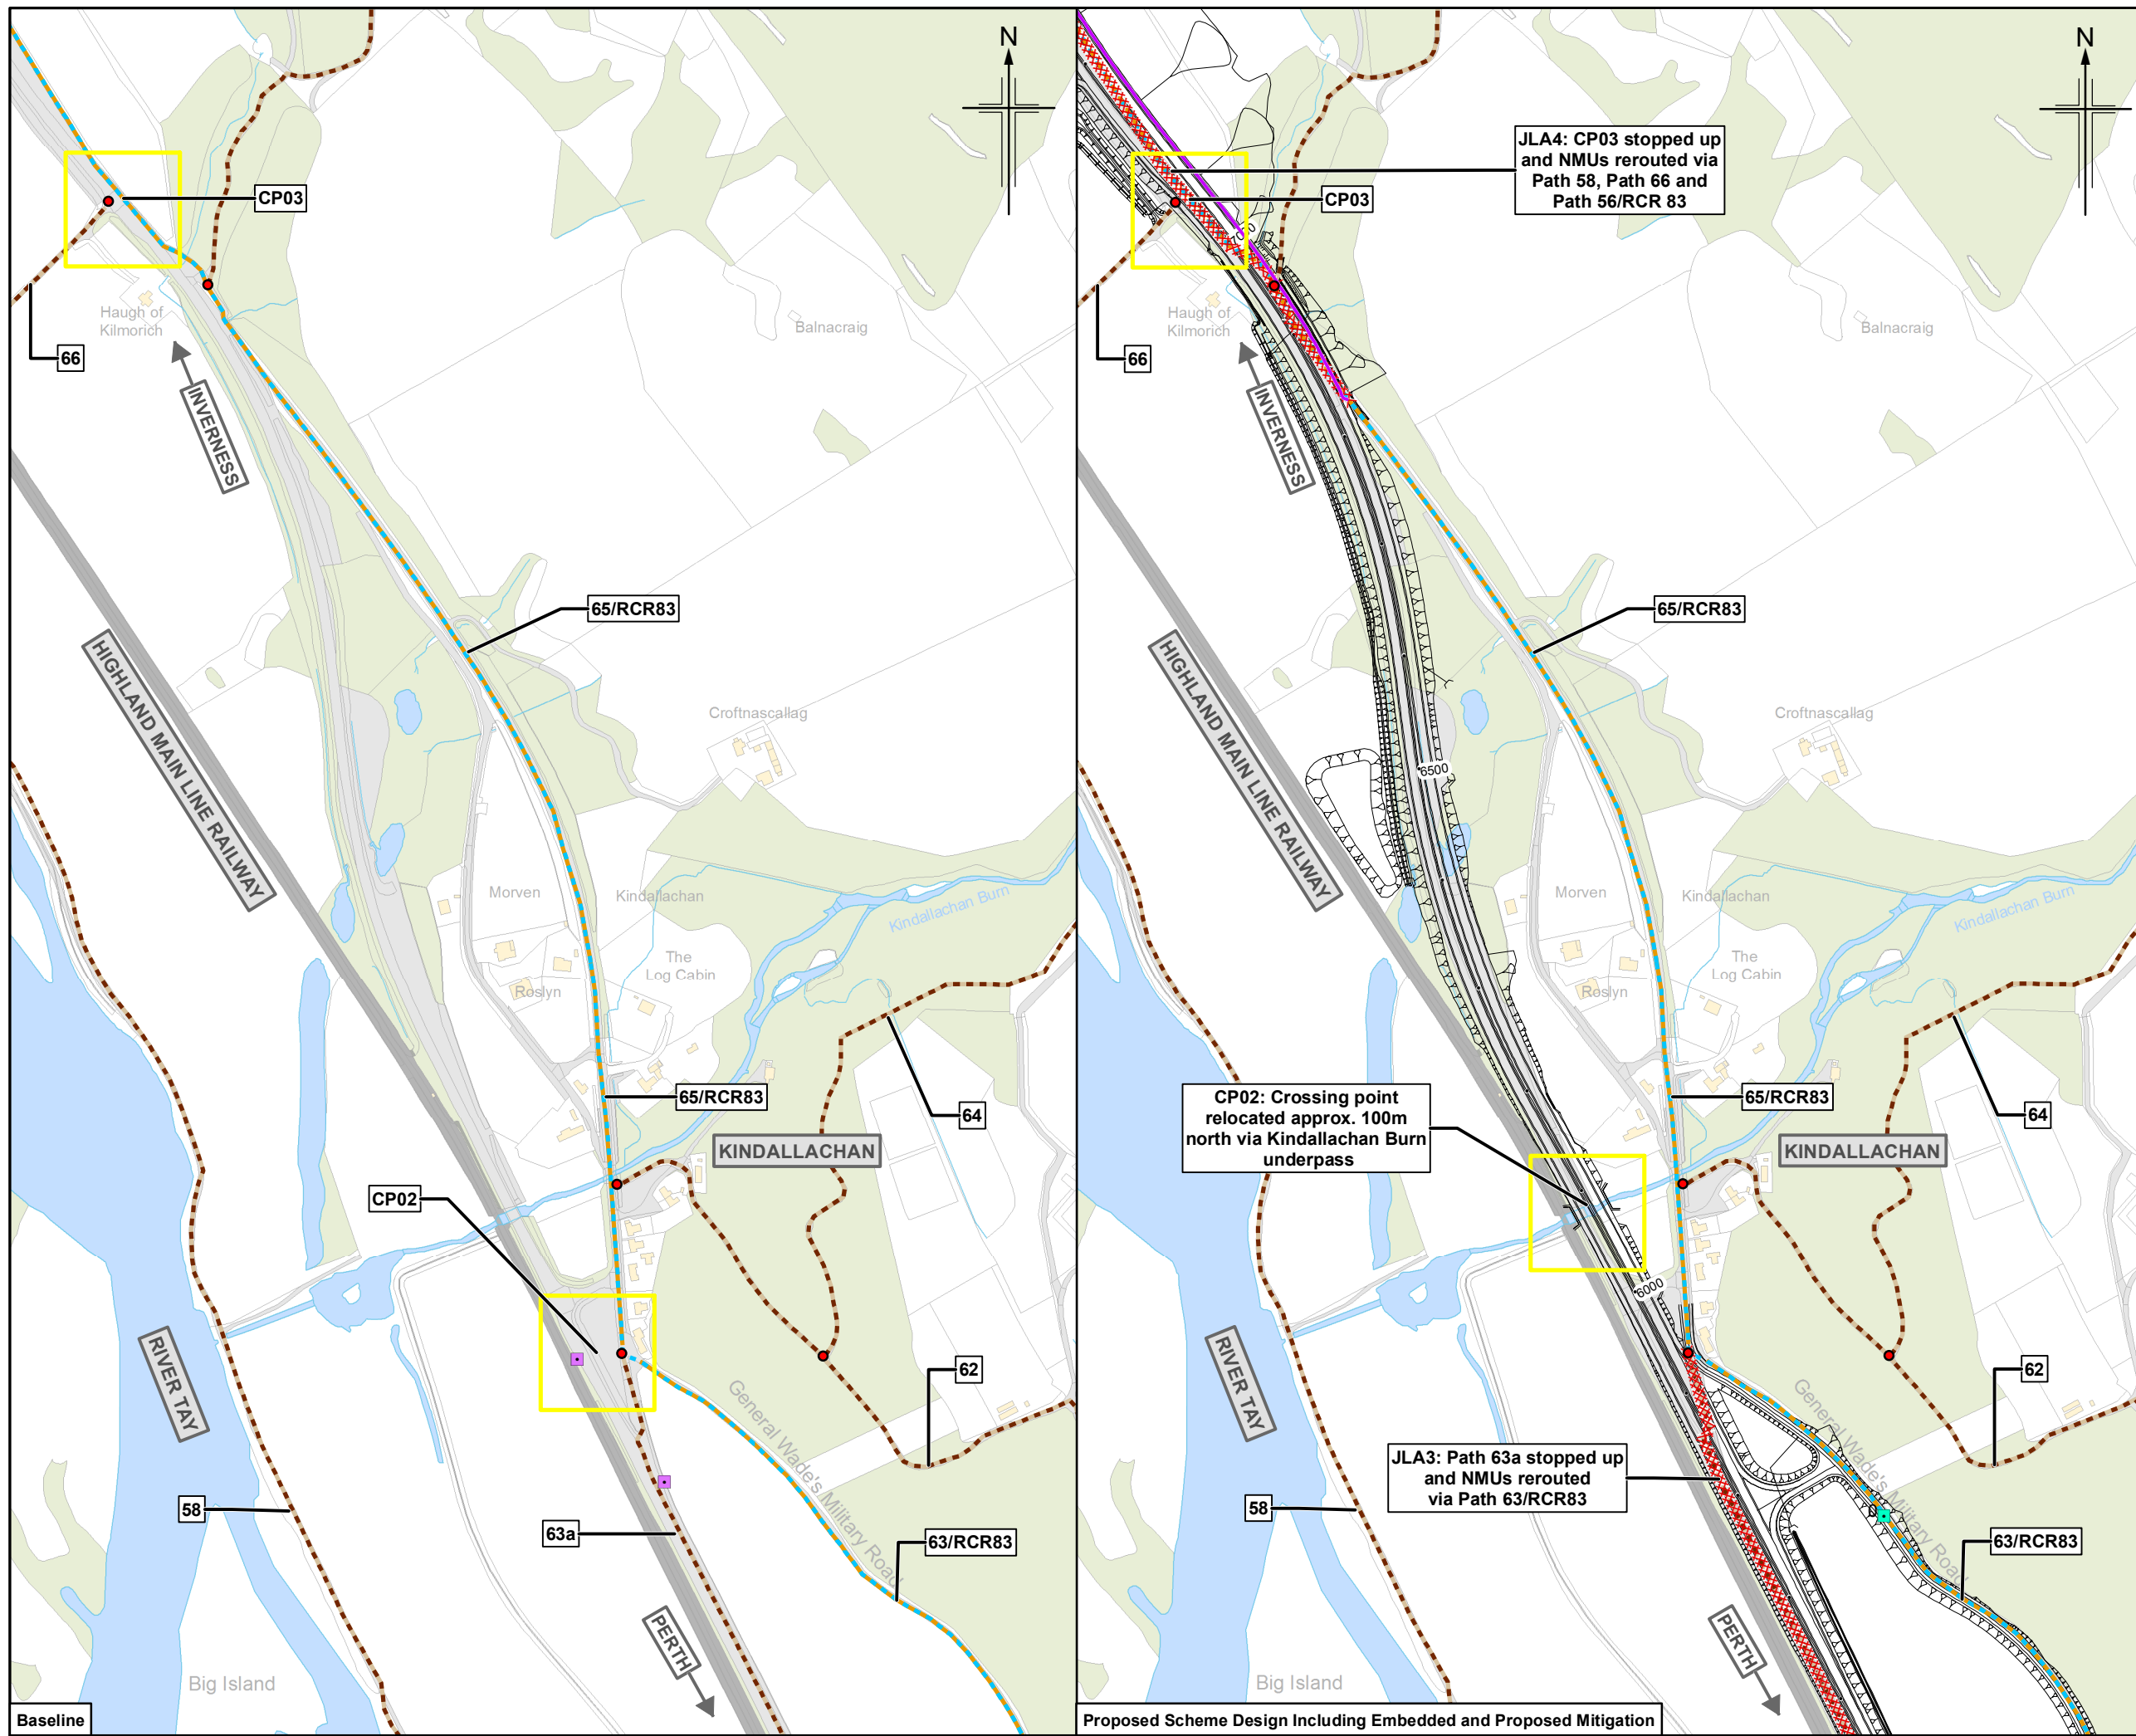 N
CP03
Haugh of
Kilmorich
Balnacraig
66
INVERNESS
65/RCR83
HIGHLAND MAIN LINE RAILWAY
Croftnascallag
Morven
Kindallachan
Kindallachan Burn
The
Log Cabin
Roslyn
65/RCR83
64
KINDALLACHAN
CP02
RIVER TAY
62
General Wade's Military Road
58
63a
63/RCR83
PERTH
Big Island
Baseline
N
JLA4: CP03 stopped up
and NMUs rerouted via
Path 58, Path 66 and
Path 56/RCR 83
CP03
Haugh of
Kilmorich
Balnacraig
66
INVERNESS
65/RCR83
HIGHLAND MAIN LINE RAILWAY
Croftnascallag
6500
Morven
Kindallachan
Kindallachan Burn
The
Log Cabin
Roslyn
CP02: Crossing point
relocated approx. 100m
north via Kindallachan Burn
underpass
65/RCR83
64
KINDALLACHAN
6000
RIVER TAY
62
General Wade's Military Road
JLA3: Path 63a stopped up
and NMUs rerouted
via Path 63/RCR83
58
63/RCR83
PERTH
Big Island
Proposed Scheme Design Including Embedded and Proposed Mitigation